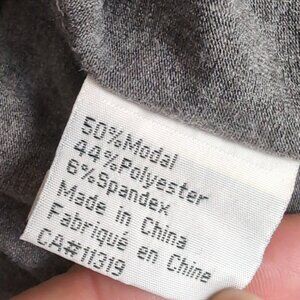 50%Modal
44%Polyester
6%Spandex
Made in China
Fabriqué en Chine
CA#11319